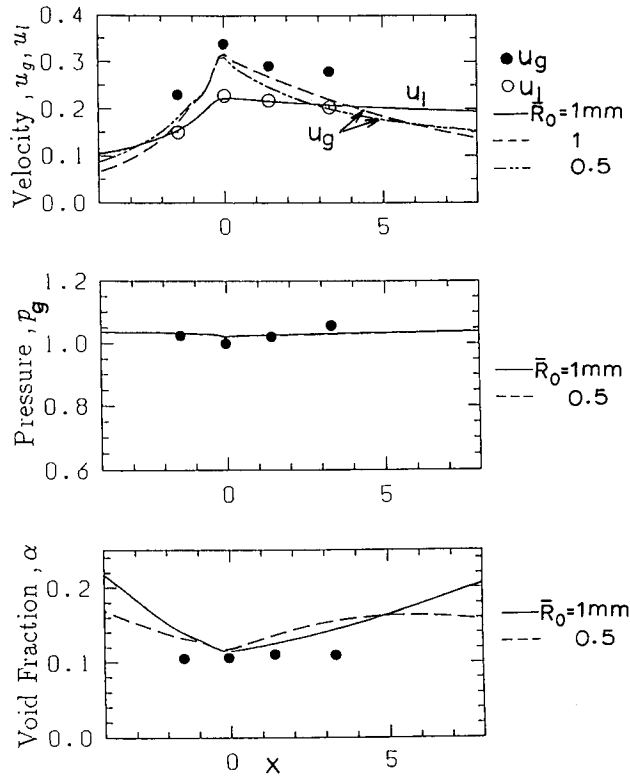 0.4
0.3
0.2
0.1
0.0
Velocity , u_g , u_l
u_l
u_g
0 5
● u_g
○ u_l
R̄₀=1mm
1
0.5
1.2
1.0
0.8
0.6
Pressure , p_g
0 5
R̄₀=1mm
0.5
0.2
0.1
0.0
Void Fraction , α
0 5
x
R̄₀=1mm
0.5